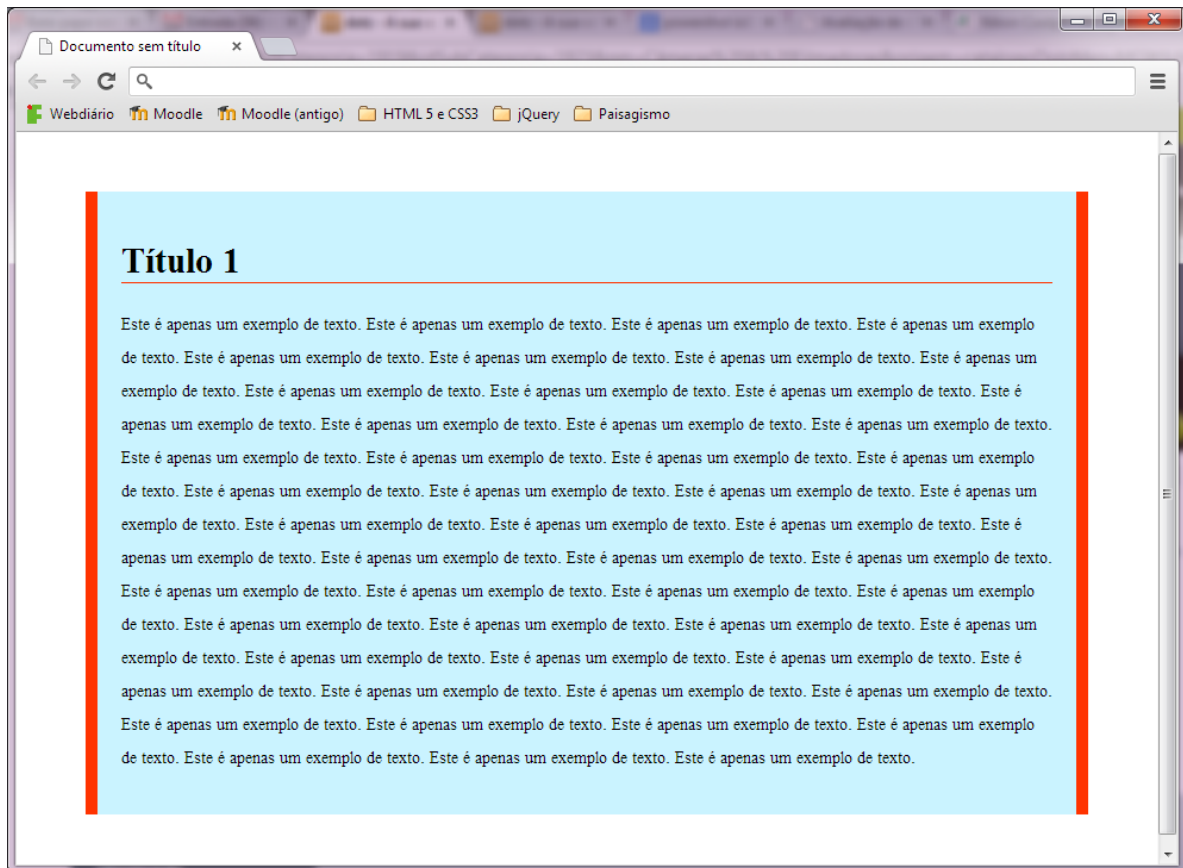 Documento sem título
Webdiário Moodle Moodle (antigo) HTML 5 e CSS3 jQuery Paisagismo
Título 1
Este é apenas um exemplo de texto. Este é apenas um exemplo de texto. Este é apenas um exemplo de texto. Este é apenas um exemplo
de texto. Este é apenas um exemplo de texto. Este é apenas um exemplo de texto. Este é apenas um exemplo de texto. Este é apenas um
exemplo de texto. Este é apenas um exemplo de texto. Este é apenas um exemplo de texto. Este é apenas um exemplo de texto. Este é
apenas um exemplo de texto. Este é apenas um exemplo de texto. Este é apenas um exemplo de texto. Este é apenas um exemplo de texto.
Este é apenas um exemplo de texto. Este é apenas um exemplo de texto. Este é apenas um exemplo de texto. Este é apenas um exemplo
de texto. Este é apenas um exemplo de texto. Este é apenas um exemplo de texto. Este é apenas um exemplo de texto. Este é apenas um
exemplo de texto. Este é apenas um exemplo de texto. Este é apenas um exemplo de texto. Este é apenas um exemplo de texto. Este é
apenas um exemplo de texto. Este é apenas um exemplo de texto. Este é apenas um exemplo de texto. Este é apenas um exemplo de texto.
Este é apenas um exemplo de texto. Este é apenas um exemplo de texto. Este é apenas um exemplo de texto. Este é apenas um exemplo
de texto. Este é apenas um exemplo de texto. Este é apenas um exemplo de texto. Este é apenas um exemplo de texto. Este é apenas um
exemplo de texto. Este é apenas um exemplo de texto. Este é apenas um exemplo de texto. Este é apenas um exemplo de texto. Este é
apenas um exemplo de texto. Este é apenas um exemplo de texto. Este é apenas um exemplo de texto. Este é apenas um exemplo de texto.
Este é apenas um exemplo de texto. Este é apenas um exemplo de texto. Este é apenas um exemplo de texto. Este é apenas um exemplo
de texto. Este é apenas um exemplo de texto. Este é apenas um exemplo de texto. Este é apenas um exemplo de texto.